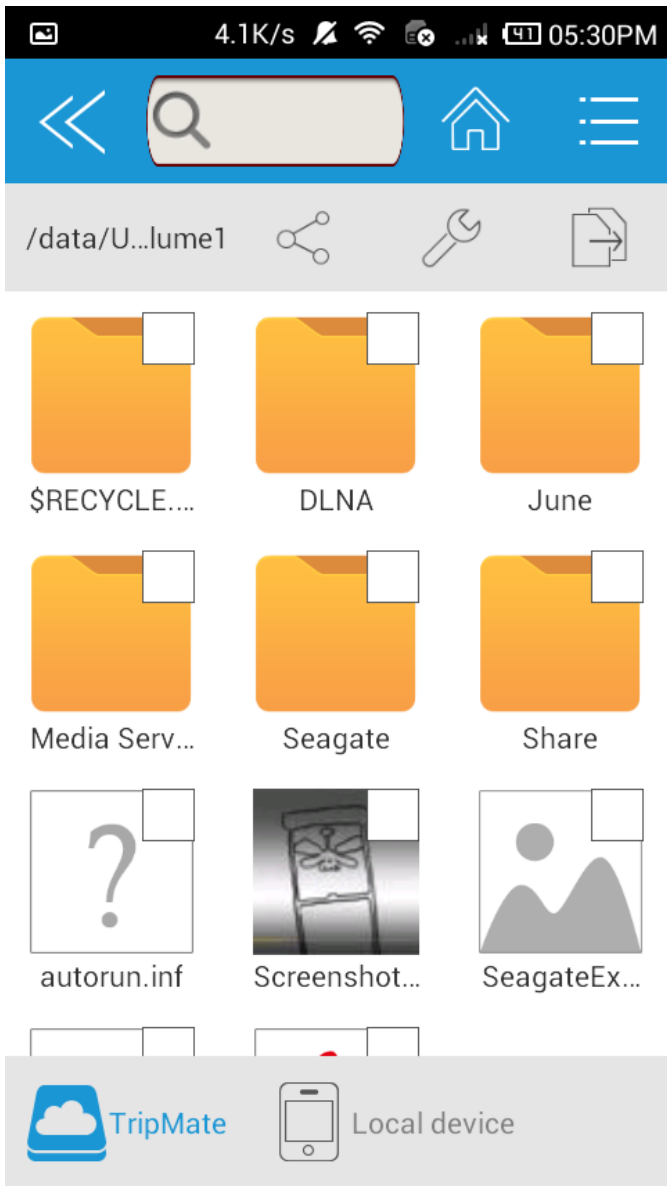 4.1K/s 41 05:30PM
/data/U...lume1
$RECYCLE.... DLNA June
Media Serv... Seagate Share
autorun.inf Screenshot... SeagateEx...
TripMate Local device